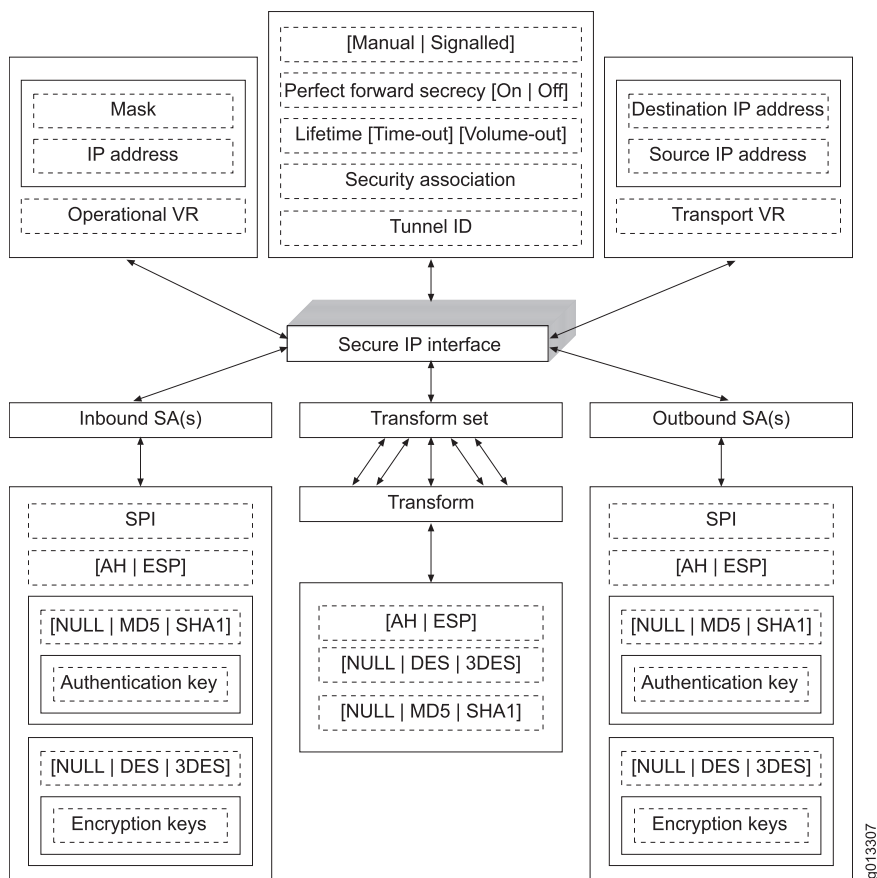 [Manual | Signalled]
Perfect forward secrecy [On | Off]
Lifetime [Time-out] [Volume-out]
Security association
Tunnel ID
Mask
IP address
Operational VR
Destination IP address
Source IP address
Transport VR
Secure IP interface
Inbound SA(s)
Transform set
Outbound SA(s)
SPI
[AH | ESP]
[NULL | MD5 | SHA1]
Authentication key
[NULL | DES | 3DES]
Encryption keys
Transform
[AH | ESP]
[NULL | DES | 3DES]
[NULL | MD5 | SHA1]
SPI
[AH | ESP]
[NULL | MD5 | SHA1]
Authentication key
[NULL | DES | 3DES]
Encryption keys
g013307